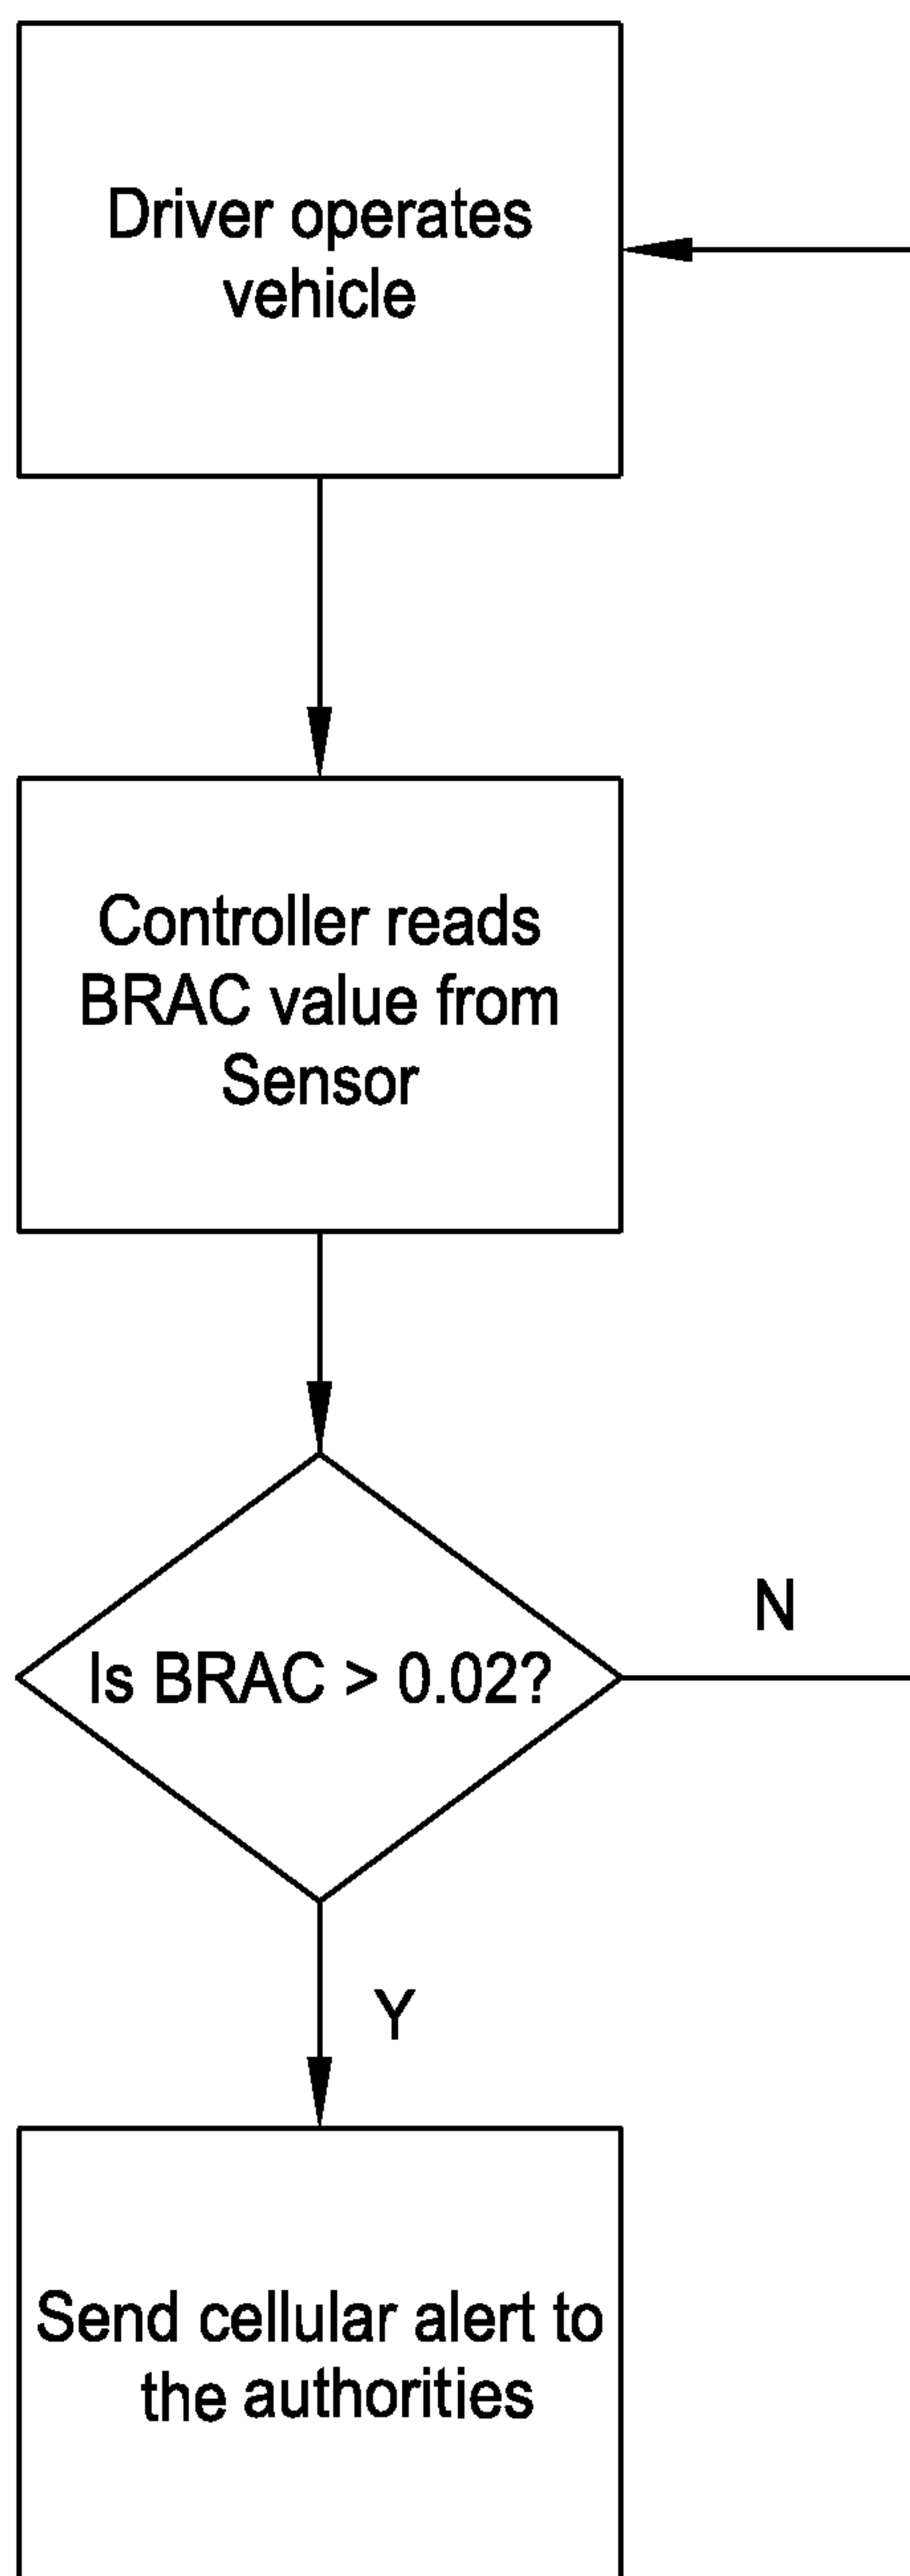 Driver operates
vehicle
Controller reads
BRAC value from
Sensor
Is BRAC > 0.02?
N
Y
Send cellular alert to
the authorities